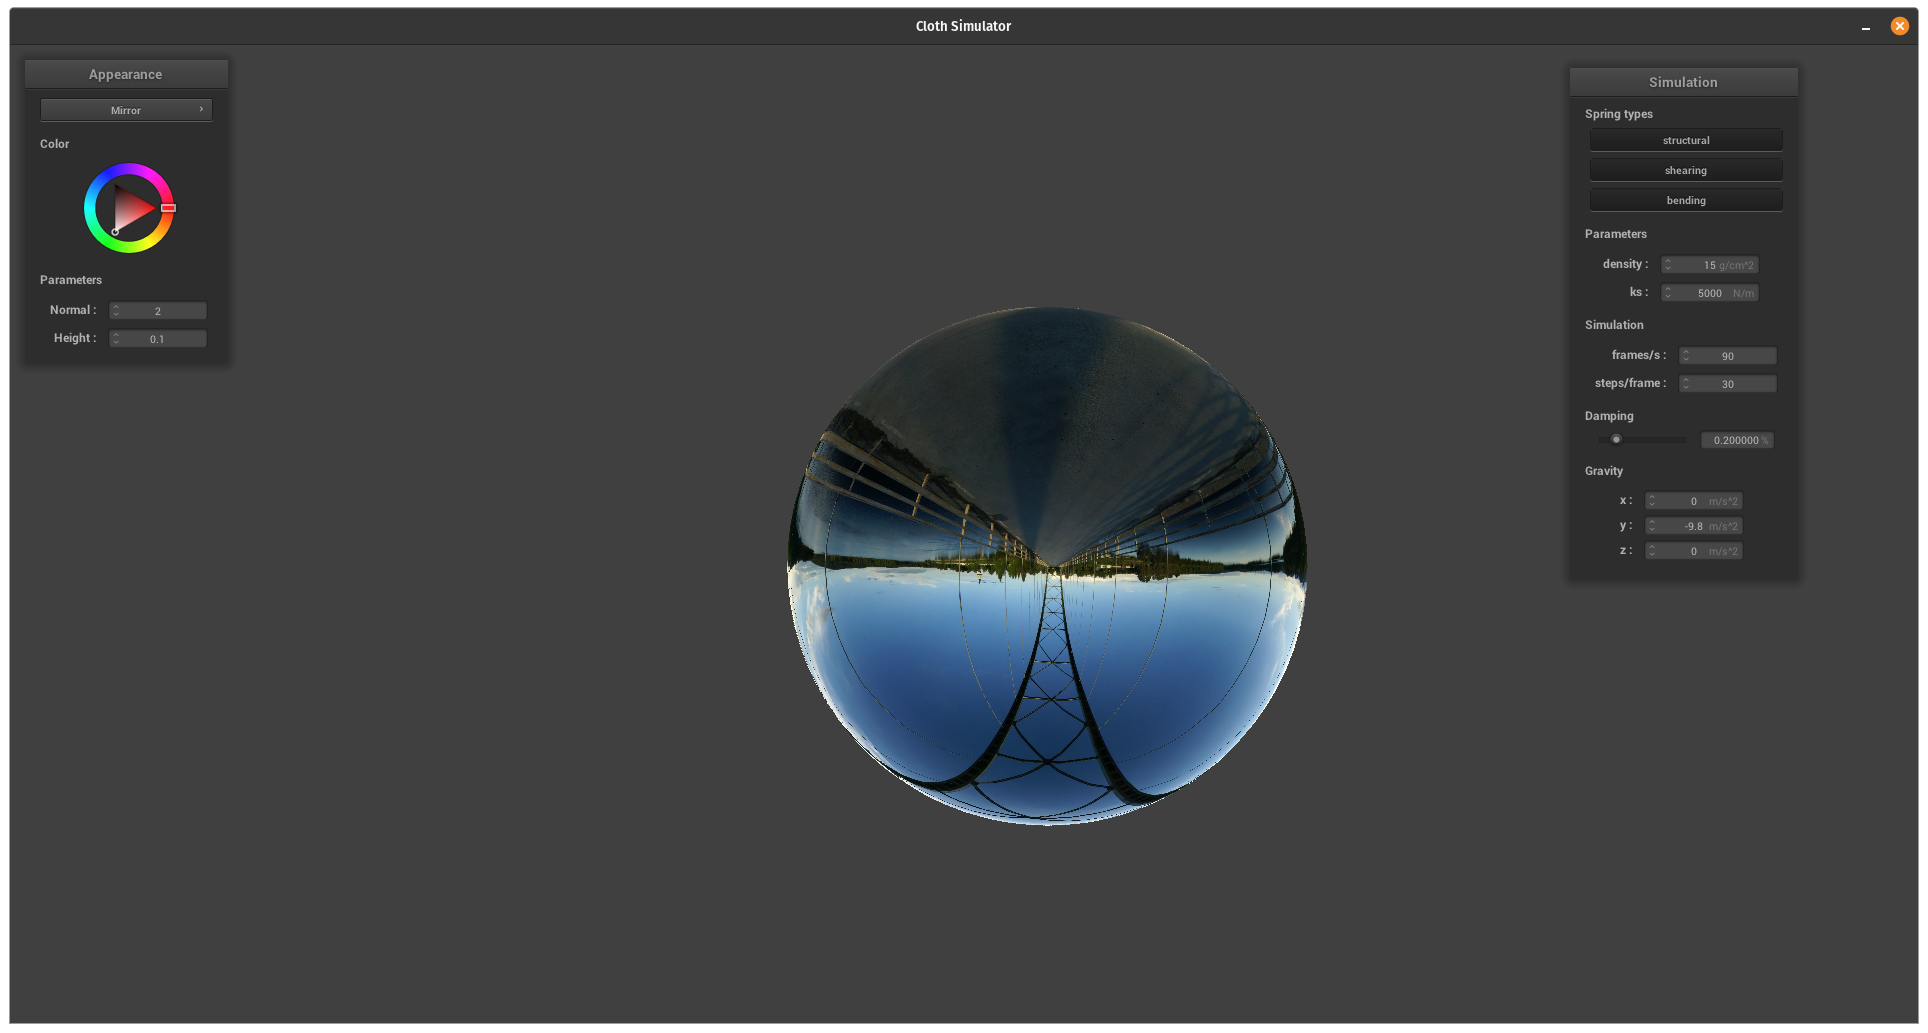 Cloth Simulator
Appearance
Mirror
Color
Parameters
Normal : 2
Height : 0.1
Simulation
Spring types
structural
shearing
bending
Parameters
density : 15 g/cm^2
ks : 5000 N/m
Simulation
frames/s : 90
steps/frame : 30
Damping
0.200000 %
Gravity
x : 0 m/s^2
y : -9.8 m/s^2
z : 0 m/s^2